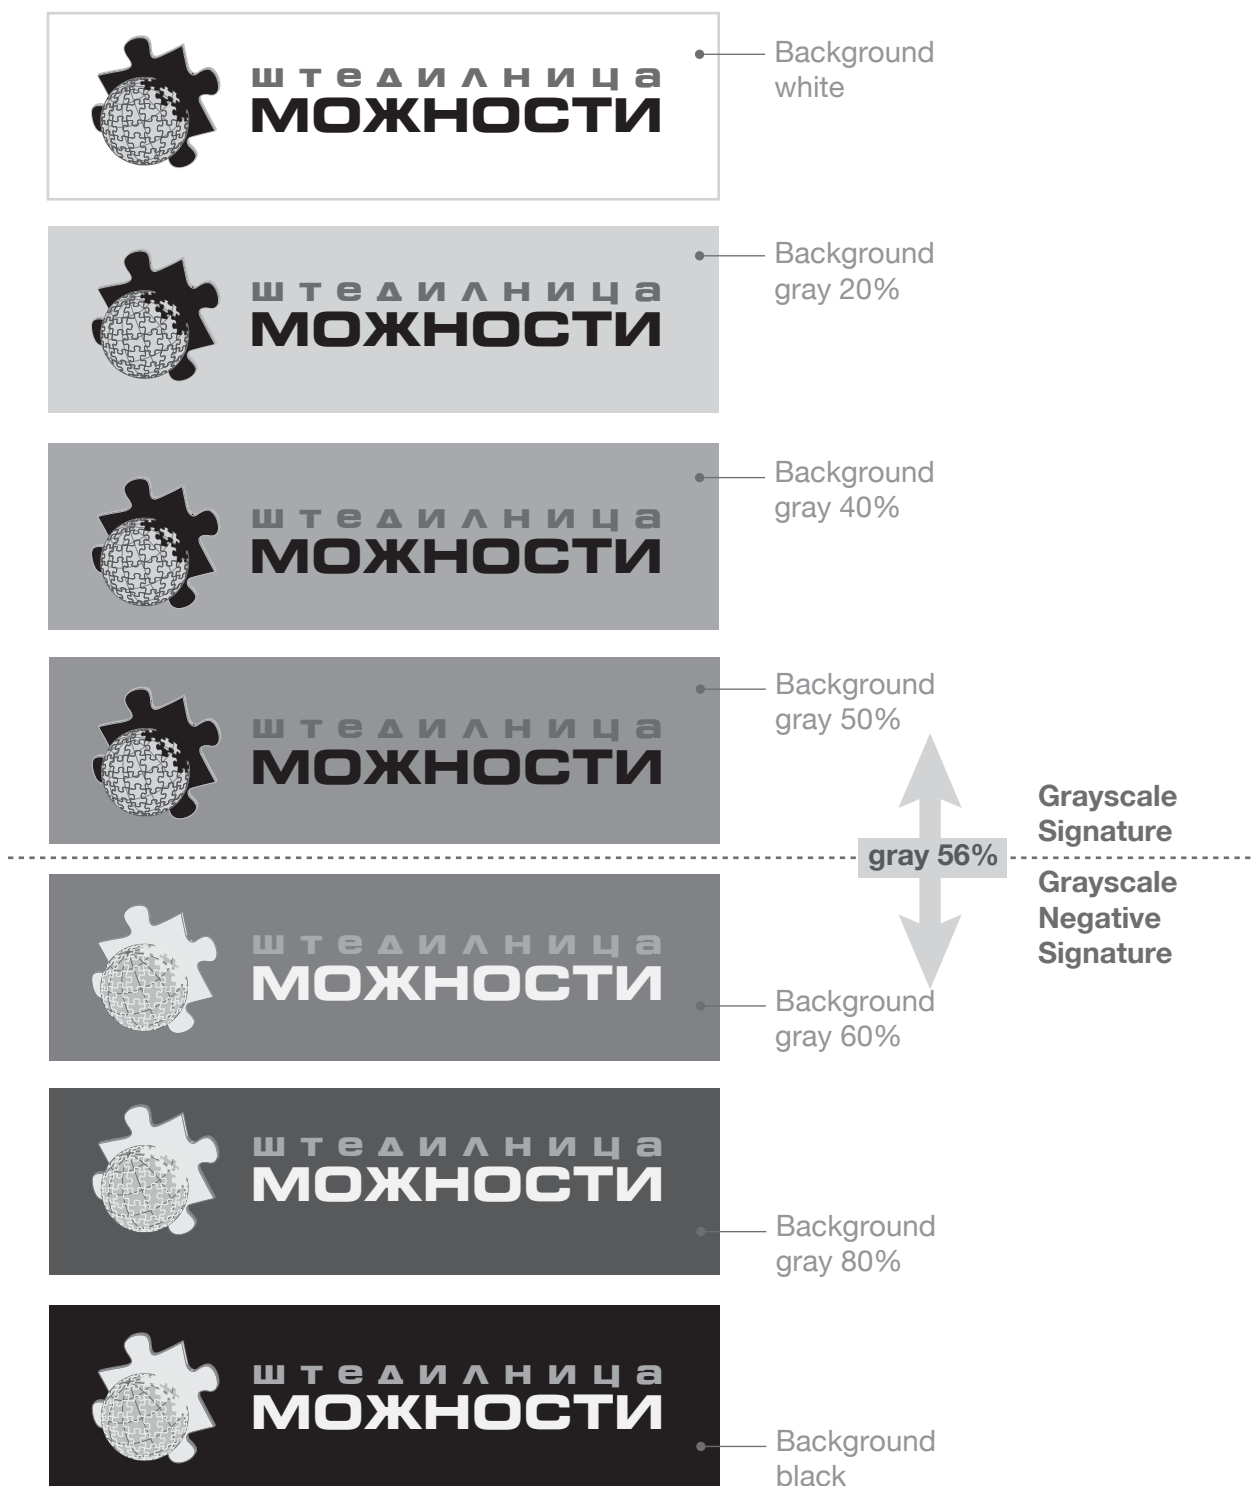 штедилница
МОЖНОСТИ
Background
white
штедилница
МОЖНОСТИ
Background
gray 20%
штедилница
МОЖНОСТИ
Background
gray 40%
штедилница
МОЖНОСТИ
Background
gray 50%
Grayscale
Signature
gray 56%
Grayscale
Negative
Signature
штедилница
МОЖНОСТИ
Background
gray 60%
штедилница
МОЖНОСТИ
Background
gray 80%
штедилница
МОЖНОСТИ
Background
black